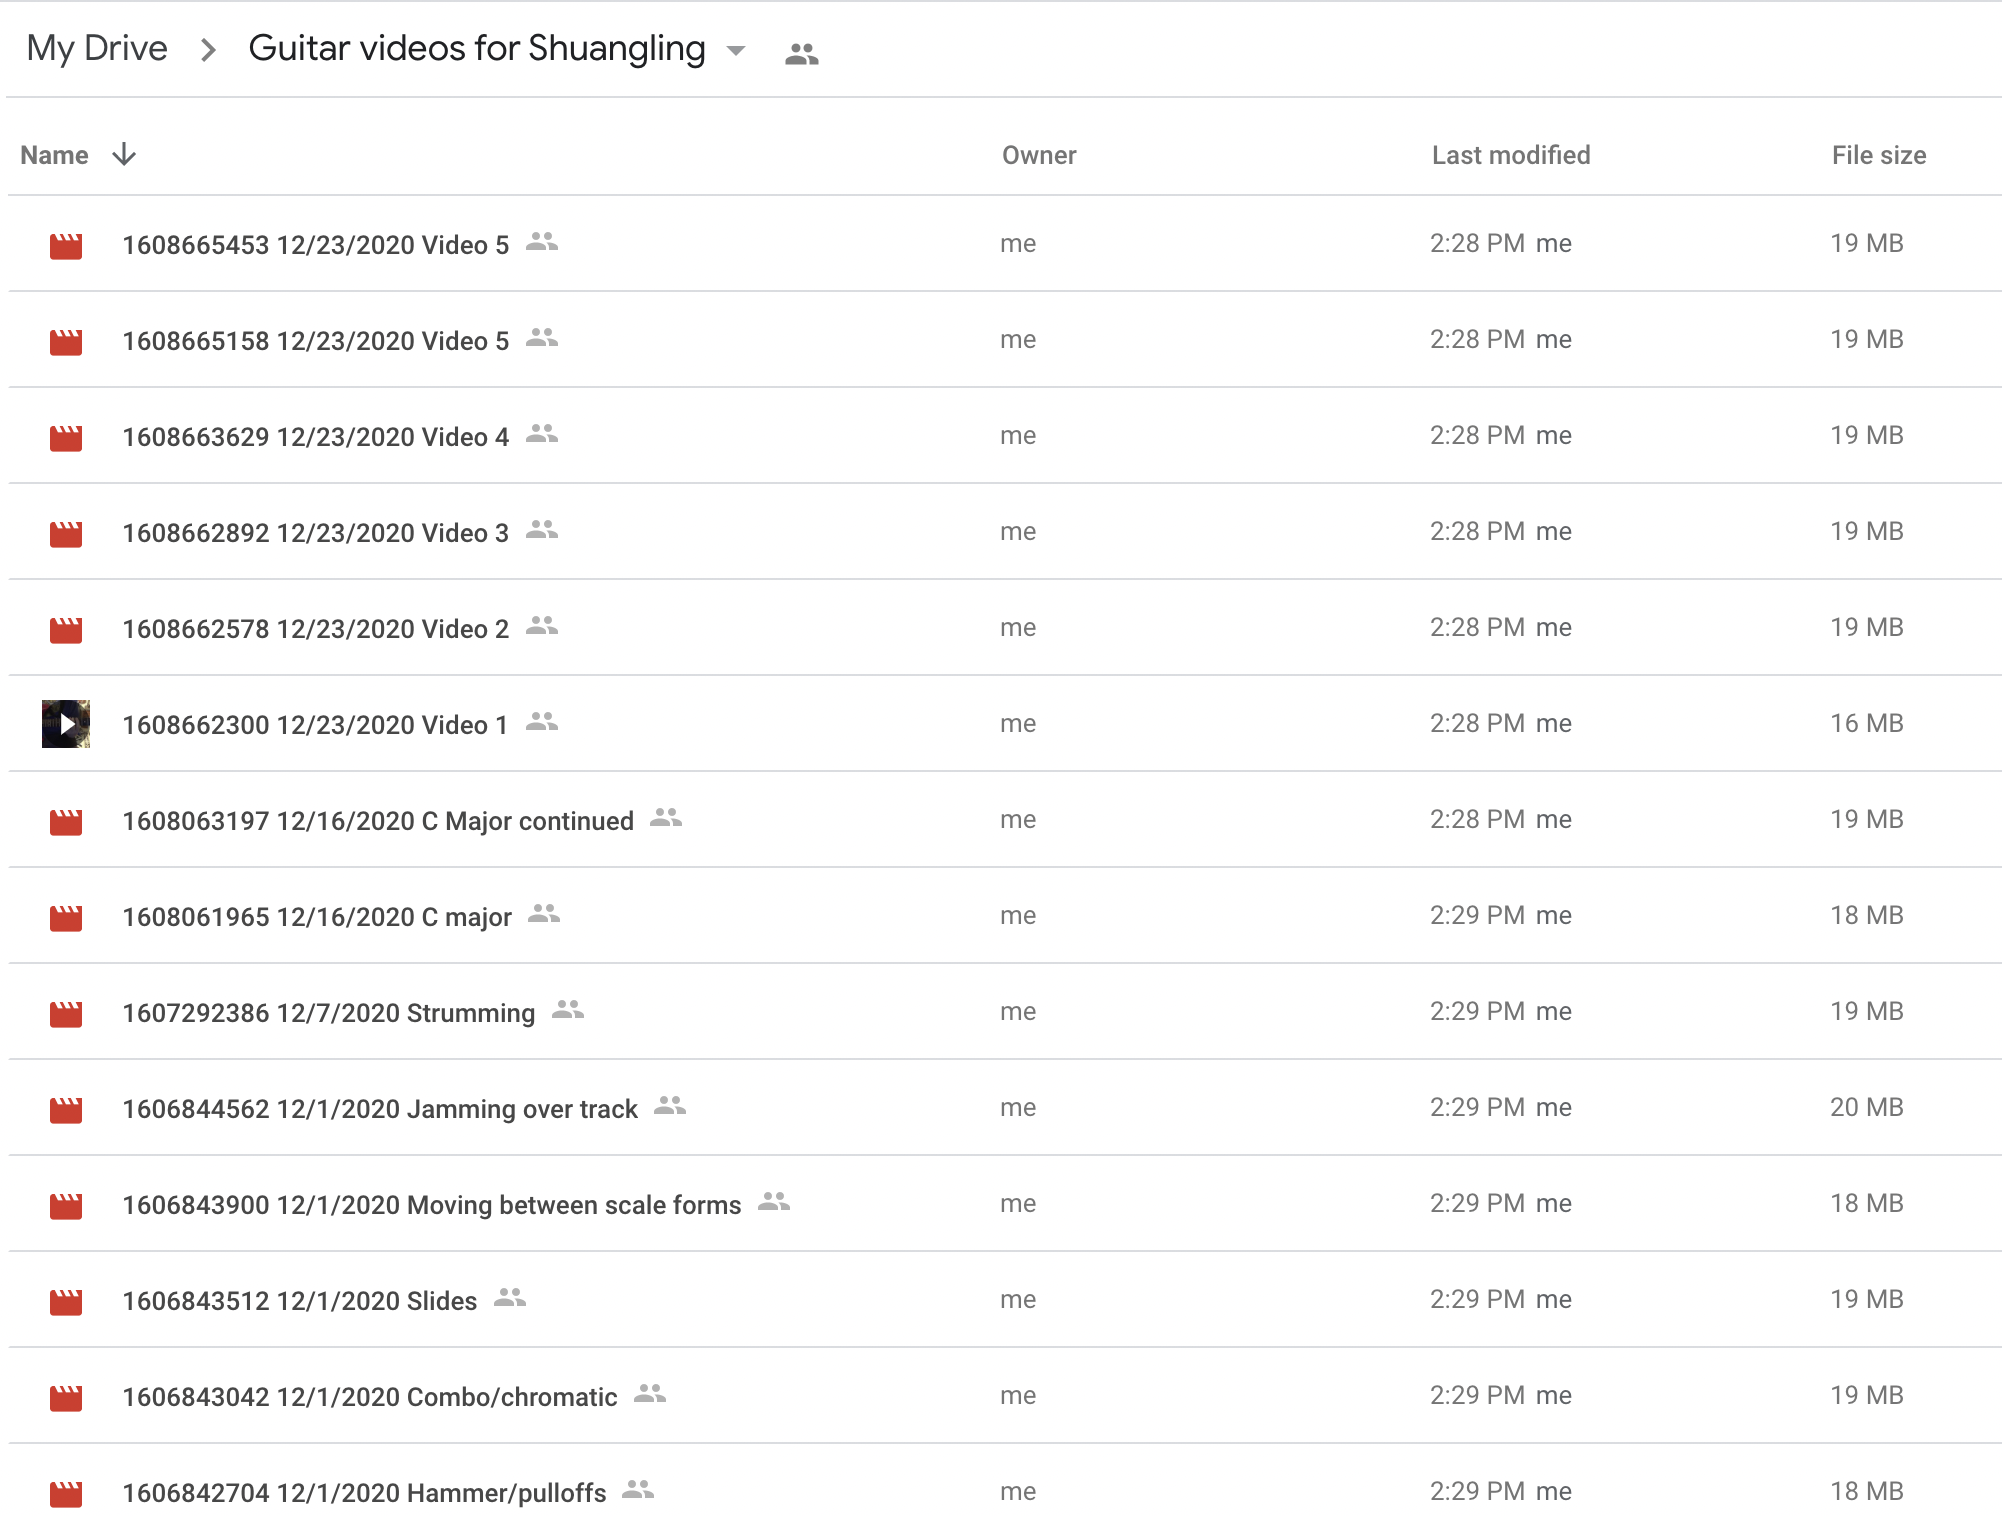 My Drive > Guitar videos for Shuangling
Name Owner Last modified File size
1608665453 12/23/2020 Video 5 me 2:28 PM me 19 MB
1608665158 12/23/2020 Video 5 me 2:28 PM me 19 MB
1608663629 12/23/2020 Video 4 me 2:28 PM me 19 MB
1608662892 12/23/2020 Video 3 me 2:28 PM me 19 MB
1608662578 12/23/2020 Video 2 me 2:28 PM me 19 MB
1608662300 12/23/2020 Video 1 me 2:28 PM me 16 MB
1608063197 12/16/2020 C Major continued me 2:28 PM me 19 MB
1608061965 12/16/2020 C major me 2:29 PM me 18 MB
1607292386 12/7/2020 Strumming me 2:29 PM me 19 MB
1606844562 12/1/2020 Jamming over track me 2:29 PM me 20 MB
1606843900 12/1/2020 Moving between scale forms me 2:29 PM me 18 MB
1606843512 12/1/2020 Slides me 2:29 PM me 19 MB
1606843042 12/1/2020 Combo/chromatic me 2:29 PM me 19 MB
1606842704 12/1/2020 Hammer/pulloffs me 2:29 PM me 18 MB